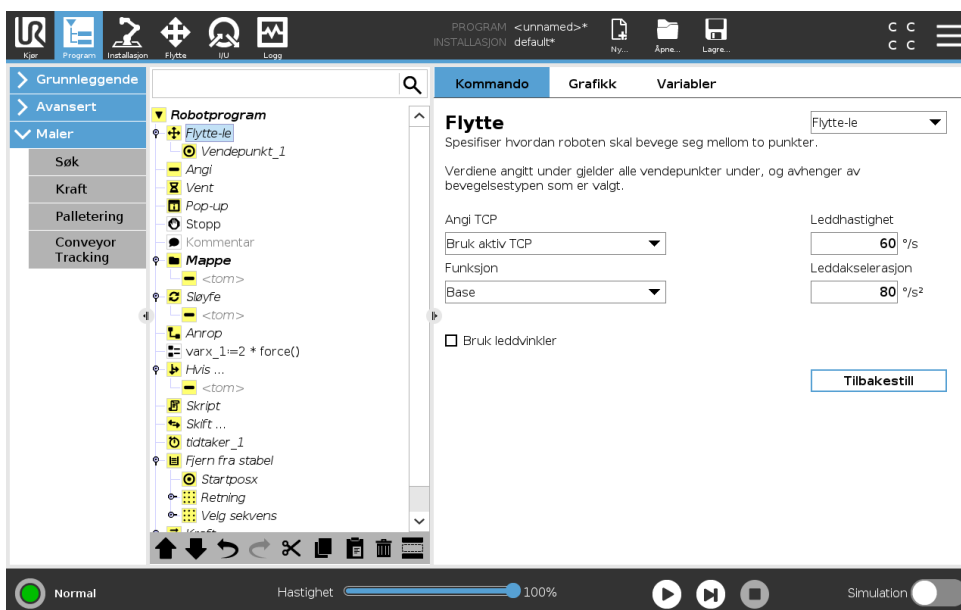 PROGRAM <unnamed>*
INSTALLASJON default*
Kjør
Program
Installasjon
Flytte
I/U
Logg
Ny...
Åpne...
Lagre...
C C
C C
Grunnleggende
Avansert
Maler
Søk
Kraft
Palletering
Conveyor
Tracking
Robotprogram
Flytte-le
Vendepunkt_1
Angi
Vent
Pop-up
Stopp
Kommentar
Mappe
<tom>
Sløyfe
<tom>
Anrop
varx_1:=2 * force()
Hvis ...
<tom>
Skript
Skift ...
tidtaker_1
Fjern fra stabel
Startposx
Retning
Velg sekvens
Kraft
Kommando
Grafikk
Variabler
Flytte
Flytte-le
Spesifiser hvordan roboten skal bevege seg mellom to punkter.
Verdiene angitt under gjelder alle vendepunkter under, og avhenger av
bevegelsestypen som er valgt.
Angi TCP
Leddhastighet
Bruk aktiv TCP
60 °/s
Funksjon
Leddakselerasjon
Base
80 °/s²
Bruk leddvinkler
Tilbakestill
Normal
Hastighet
100%
Simulation